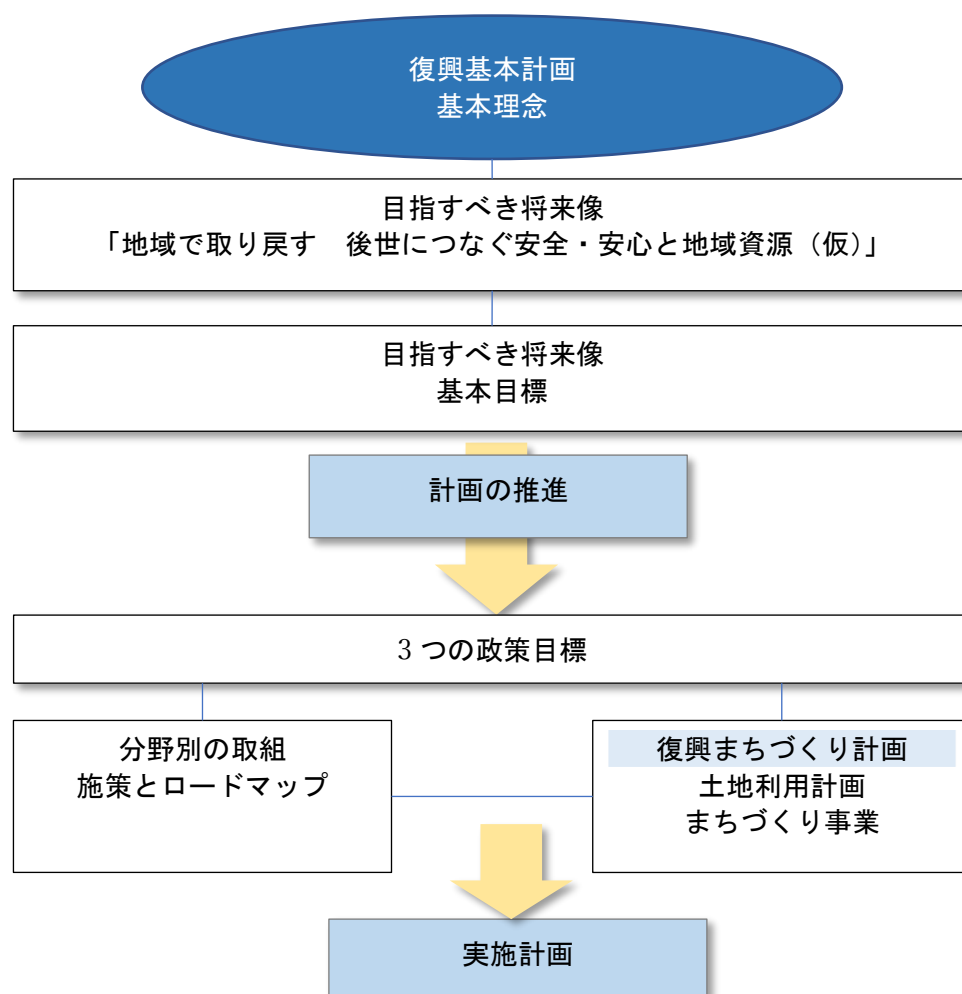 復興基本計画
基本理念
目指すべき将来像
「地域で取り戻す　後世につなぐ安全・安心と地域資源（仮）」
目指すべき将来像
基本目標
計画の推進
3 つの政策目標
分野別の取組
施策とロードマップ
復興まちづくり計画
土地利用計画
まちづくり事業
実施計画